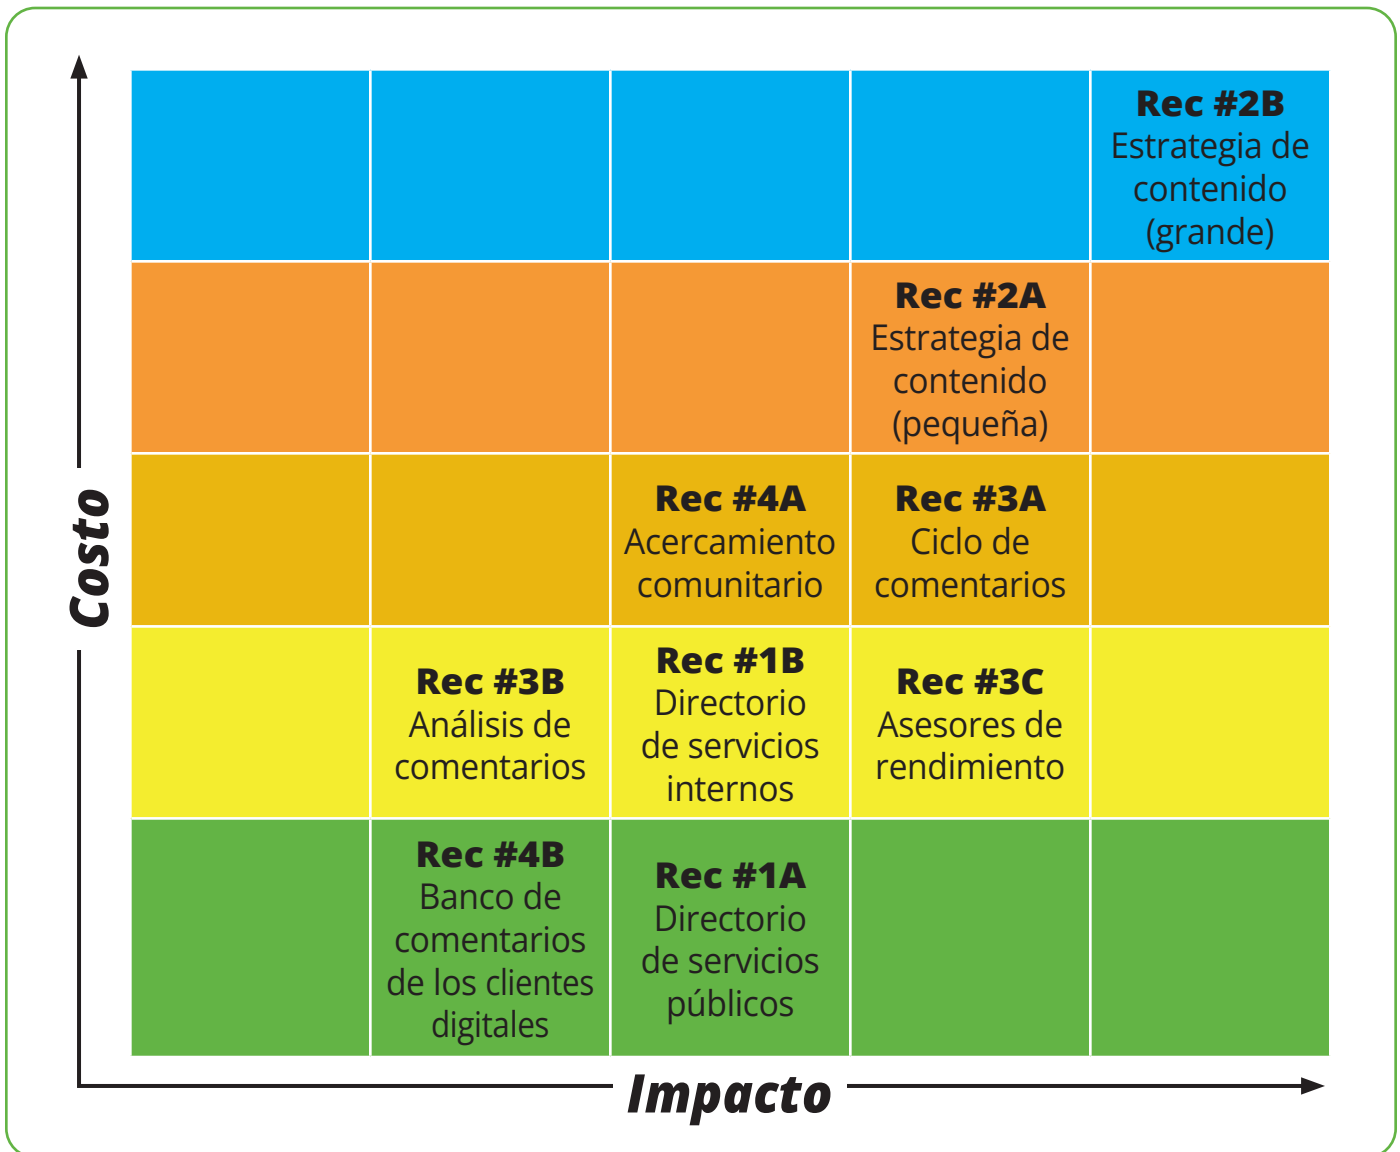 Rec #2B
Estrategia de
contenido
(grande)
Rec #2A
Estrategia de
contenido
(pequeña)
Rec #4A
Acercamiento
comunitario
Rec #3A
Ciclo de
comentarios
Costo
Rec #3B
Análisis de
comentarios
Rec #1B
Directorio
de servicios
internos
Rec #3C
Asesores de
rendimiento
Rec #4B
Banco de
comentarios
de los clientes
digitales
Rec #1A
Directorio
de servicios
públicos
Impacto